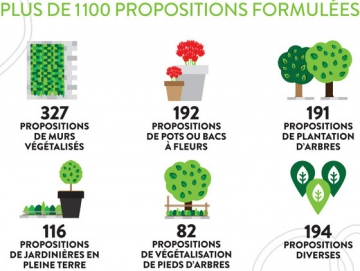 PLUS DE 1100 PROPOSITIONS FORMULÉES
327
PROPOSITIONS
DE MURS
VÉGÉTALISÉS
192
PROPOSITIONS
DE POTS OU BACS
À FLEURS
191
PROPOSITIONS
DE PLANTATION
D'ARBRES
116
PROPOSITIONS
DE JARDINIÈRES EN
PLEINE TERRE
82
PROPOSITIONS
DE VÉGÉTALISATION
DE PIEDS D'ARBRES
194
PROPOSITIONS
DIVERSES